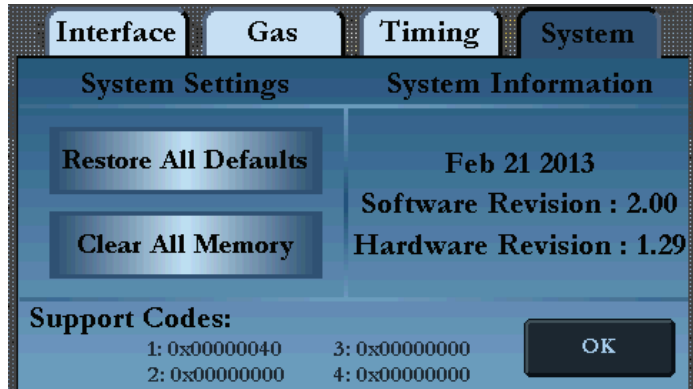 Interface Gas Timing System
System Settings System Information
Restore All Defaults
Clear All Memory
Feb 21 2013
Software Revision : 2.00
Hardware Revision : 1.29
Support Codes:
1: 0x00000040 3: 0x00000000
2: 0x00000000 4: 0x00000000
OK